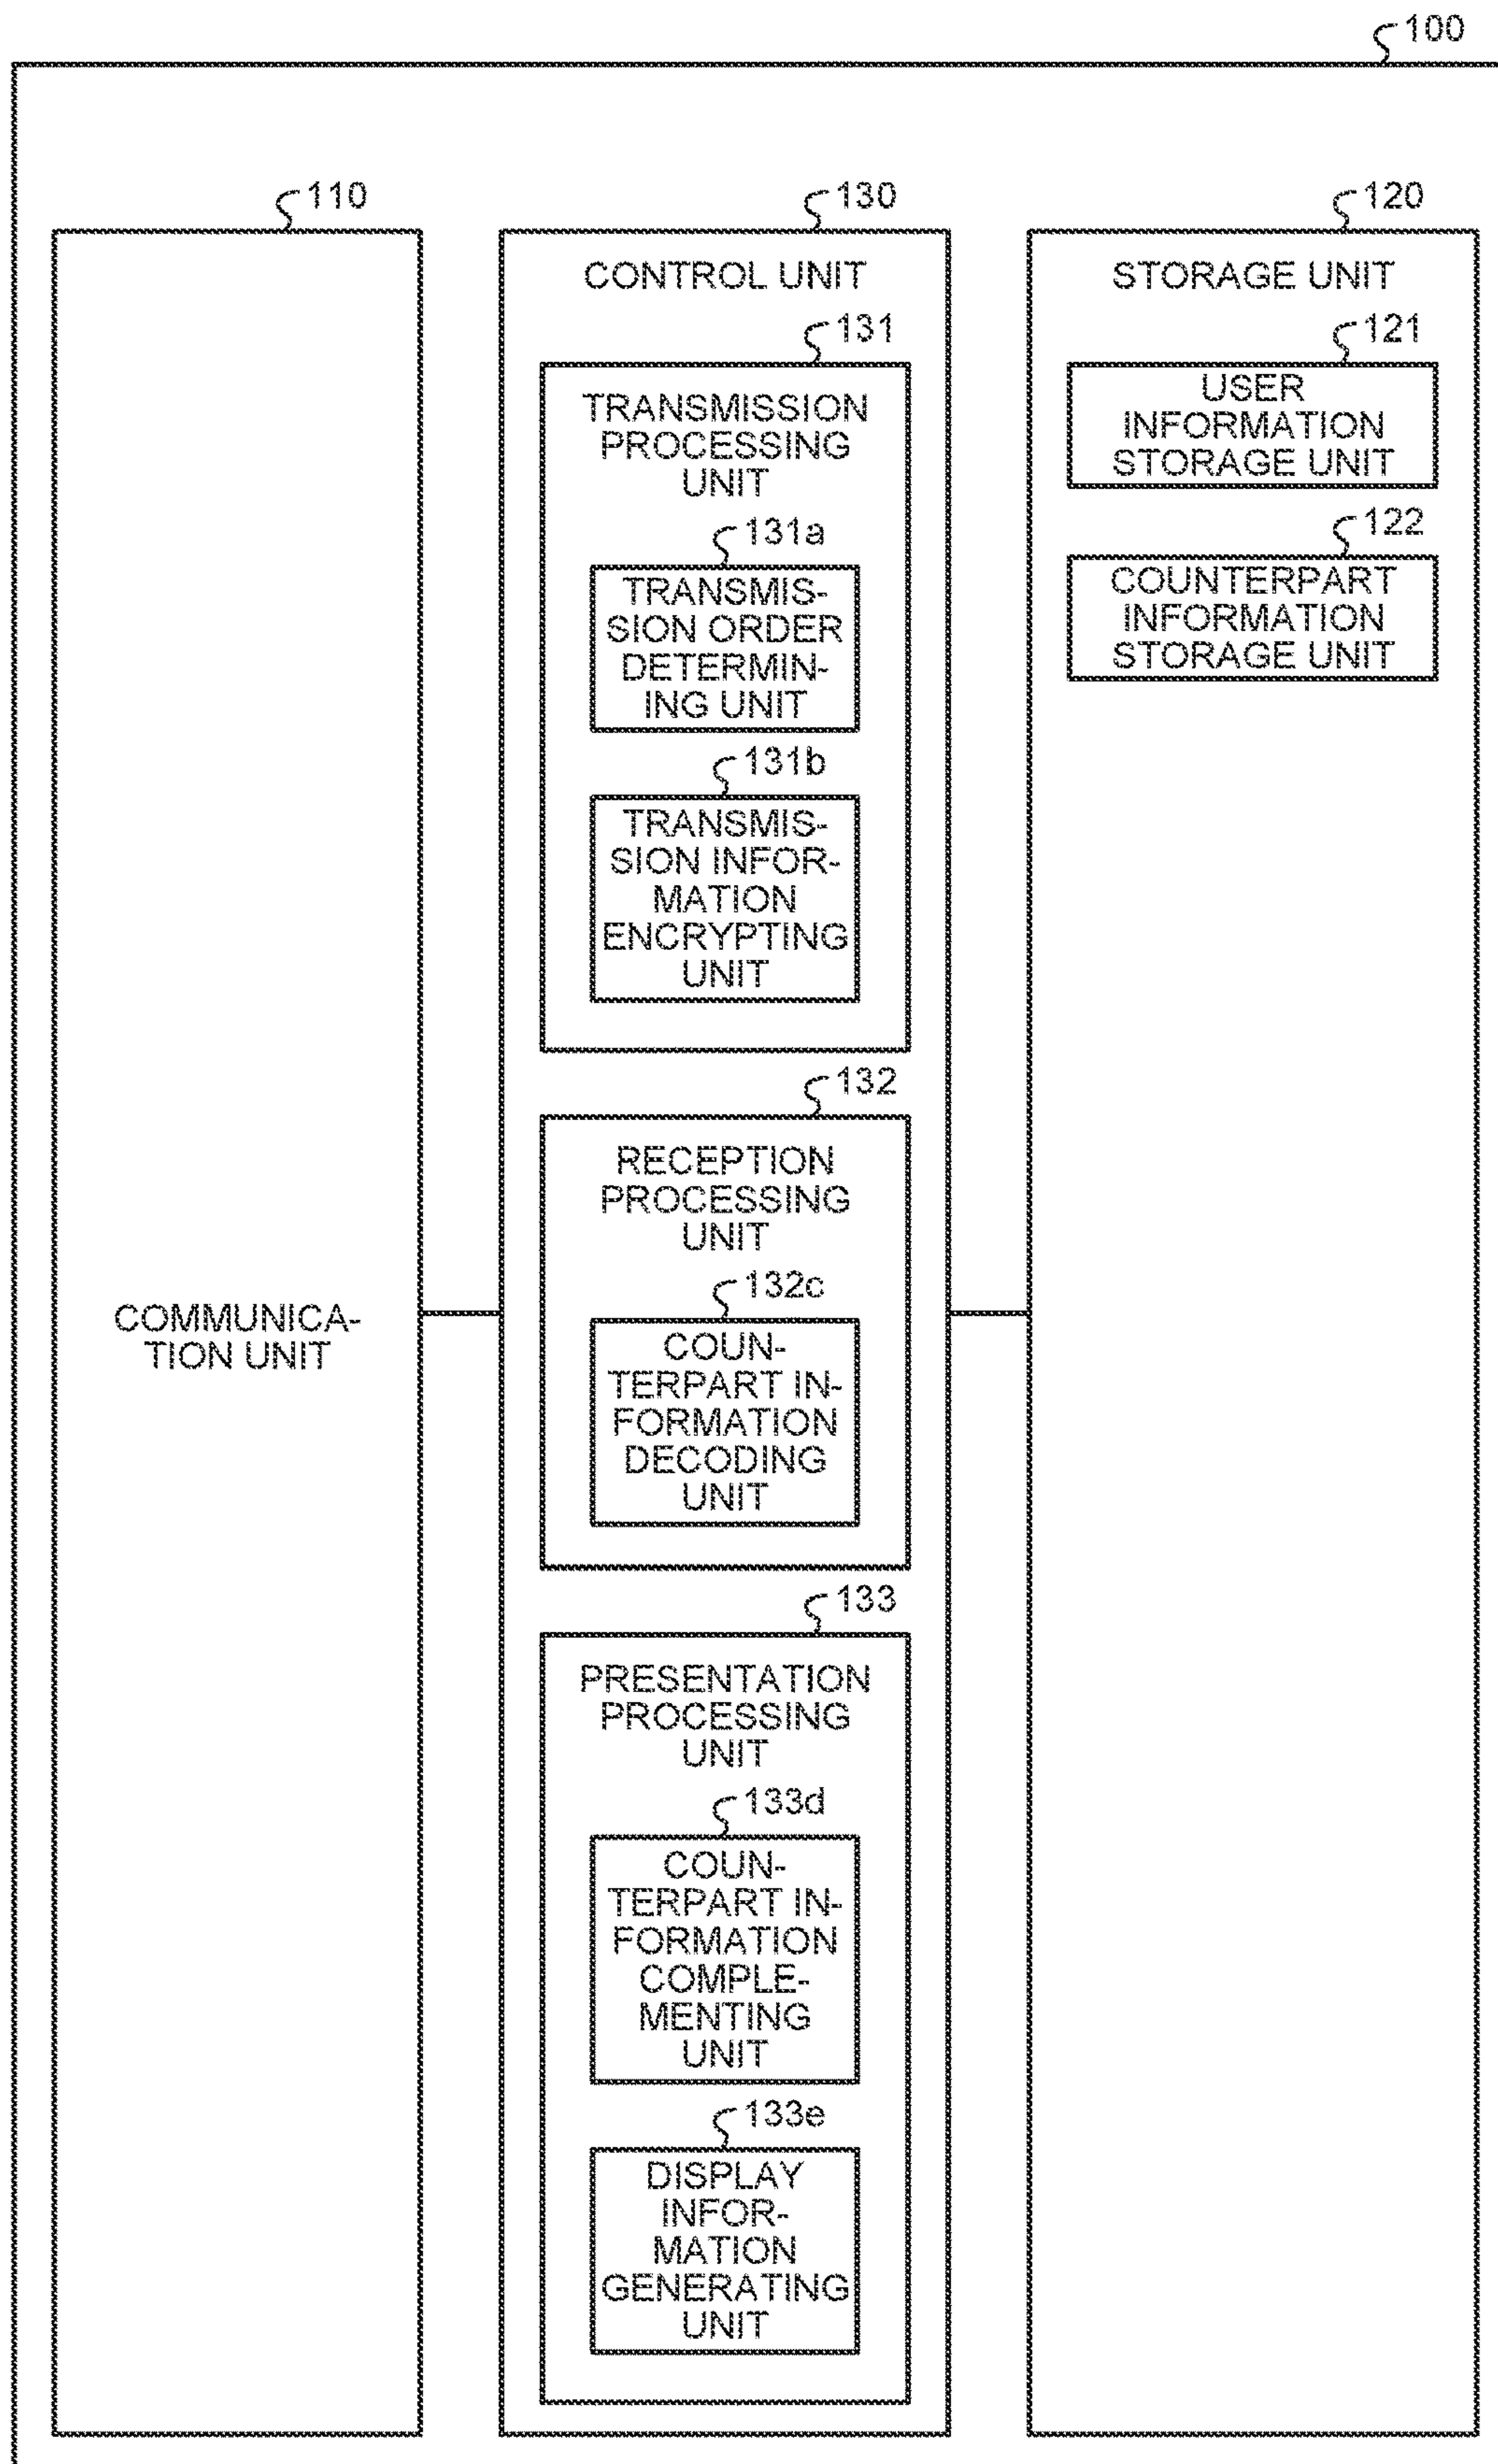 100
110
COMMUNICA-
TION UNIT
130
CONTROL UNIT
131
TRANSMISSION
PROCESSING
UNIT
131a
TRANSMIS-
SION ORDER
DETERMIN-
ING UNIT
131b
TRANSMIS-
SION INFOR-
MATION
ENCRYPTING
UNIT
132
RECEPTION
PROCESSING
UNIT
132c
COUN-
TERPART IN-
FORMATION
DECODING
UNIT
133
PRESENTATION
PROCESSING
UNIT
133d
COUN-
TERPART IN-
FORMATION
COMPLE-
MENTING
UNIT
133e
DISPLAY
INFOR-
MATION
GENERATING
UNIT
120
STORAGE UNIT
121
USER
INFORMATION
STORAGE UNIT
122
COUNTERPART
INFORMATION
STORAGE UNIT